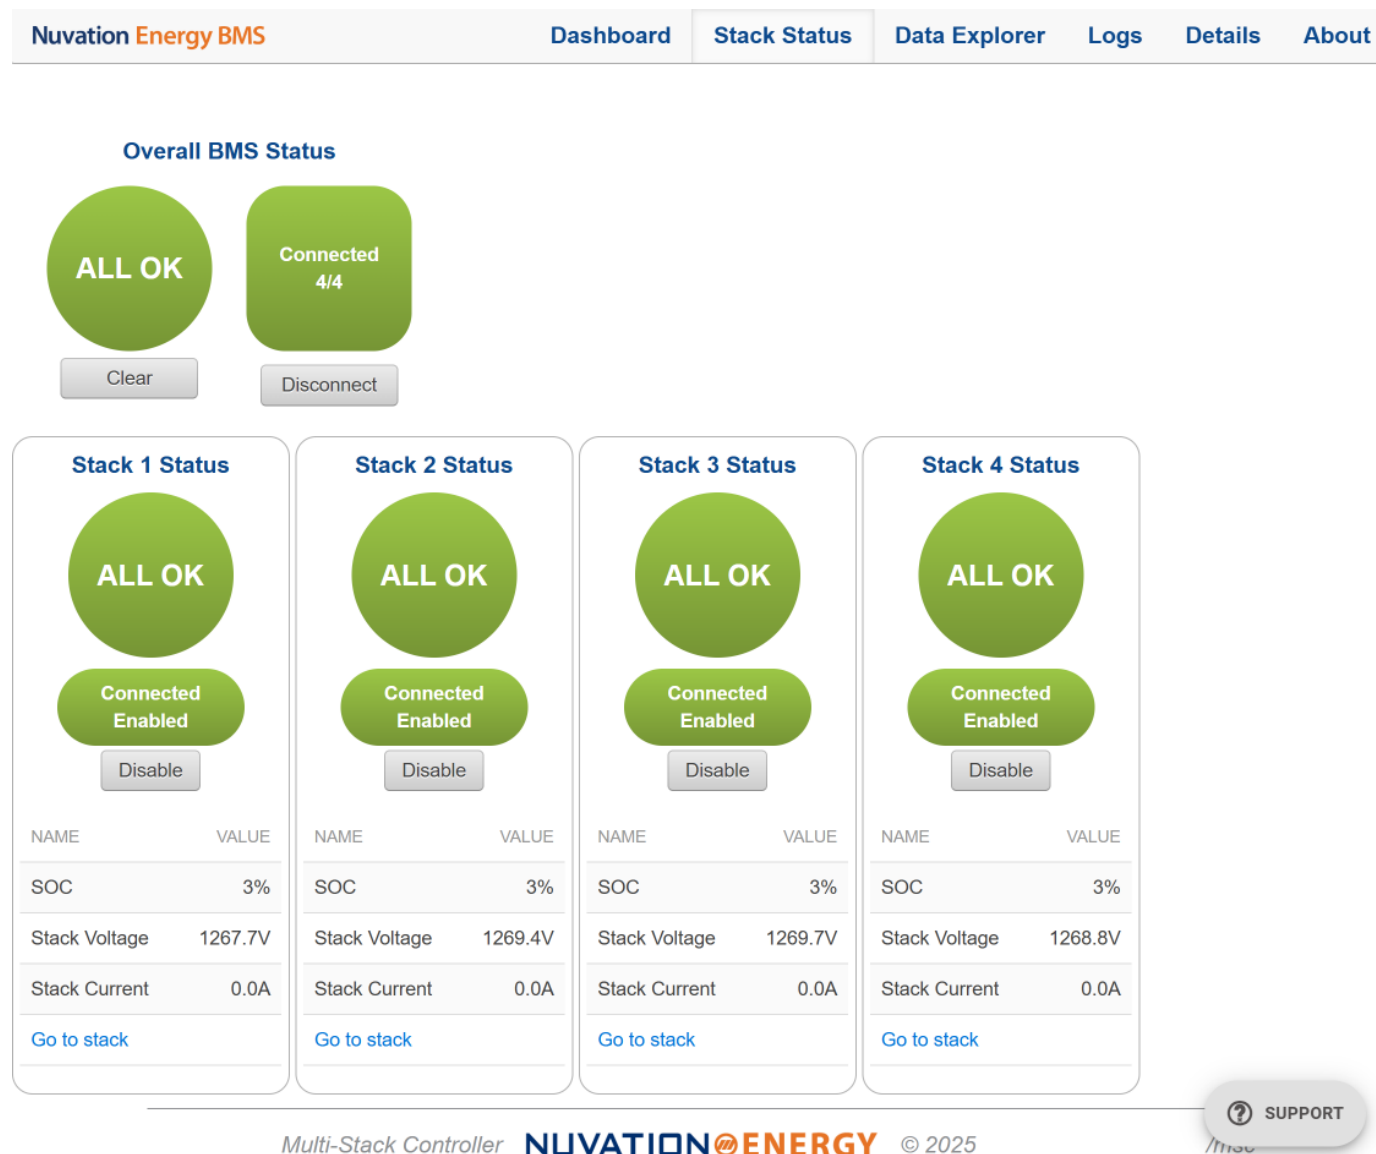 Nuvation Energy BMS
Dashboard
Stack Status
Data Explorer
Logs
Details
About
Overall BMS Status
ALL OK
Connected
4/4
Clear
Disconnect
Stack 1 Status
ALL OK
Connected
Enabled
Disable
NAME VALUE
SOC 3%
Stack Voltage 1267.7V
Stack Current 0.0A
Go to stack
Stack 2 Status
ALL OK
Connected
Enabled
Disable
NAME VALUE
SOC 3%
Stack Voltage 1269.4V
Stack Current 0.0A
Go to stack
Stack 3 Status
ALL OK
Connected
Enabled
Disable
NAME VALUE
SOC 3%
Stack Voltage 1269.7V
Stack Current 0.0A
Go to stack
Stack 4 Status
ALL OK
Connected
Enabled
Disable
NAME VALUE
SOC 3%
Stack Voltage 1268.8V
Stack Current 0.0A
Go to stack
SUPPORT
Multi-Stack Controller NUVATION ENERGY © 2025